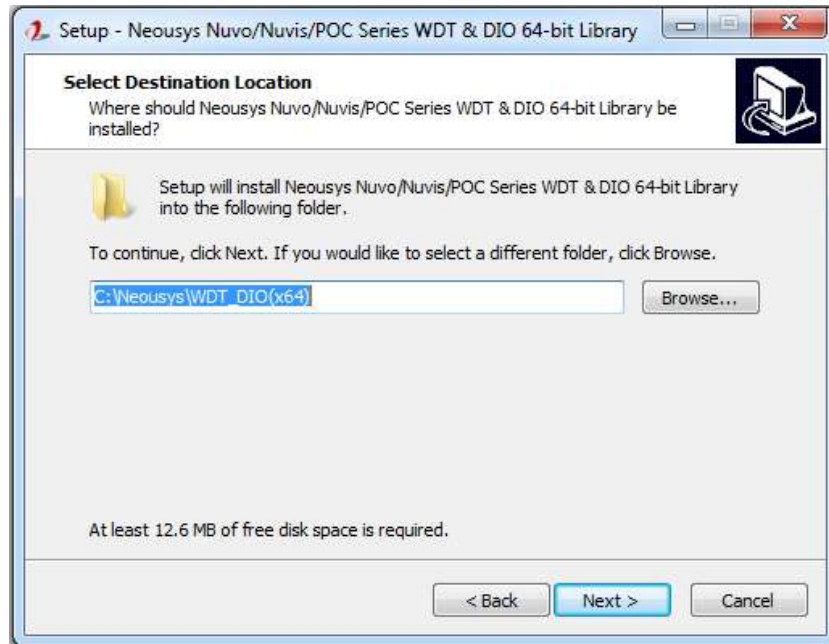 Setup - Neousys Nuvo/Nuvis/POC Series WDT & DIO 64-bit Library
Select Destination Location
Where should Neousys Nuvo/Nuvis/POC Series WDT & DIO 64-bit Library be
installed?
Setup will install Neousys Nuvo/Nuvis/POC Series WDT & DIO 64-bit Library
into the following folder.
To continue, click Next. If you would like to select a different folder, click Browse.
C:\Neousys\WDT_DIO(x64)
Browse...
At least 12.6 MB of free disk space is required.
< Back
Next >
Cancel